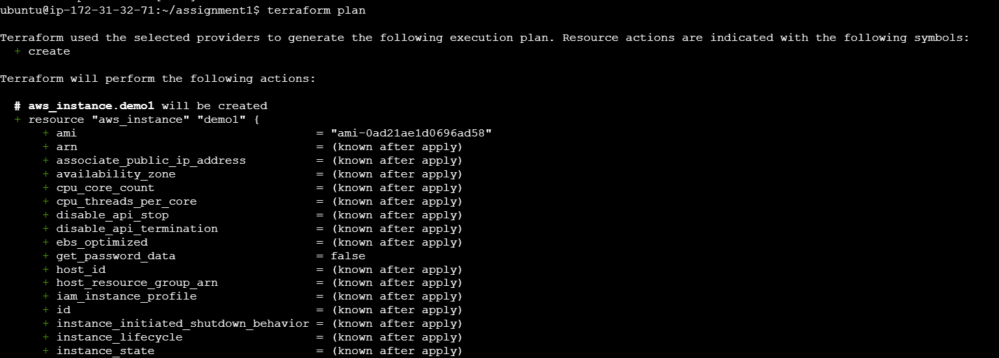 ubuntu@ip-172-31-32-71:~/assignment1$ terraform plan
Terraform used the selected providers to generate the following execution plan. Resource actions are indicated with the following symbols:
+ create
Terraform will perform the following actions:
# aws_instance.demo1 will be created
+ resource "aws_instance" "demo1" {
+ ami = "ami-0ad21ae1d0696ad58"
+ arn = (known after apply)
+ associate_public_ip_address = (known after apply)
+ availability_zone = (known after apply)
+ cpu_core_count = (known after apply)
+ cpu_threads_per_core = (known after apply)
+ disable_api_stop = (known after apply)
+ disable_api_termination = (known after apply)
+ ebs_optimized = (known after apply)
+ get_password_data = false
+ host_id = (known after apply)
+ host_resource_group_arn = (known after apply)
+ iam_instance_profile = (known after apply)
+ id = (known after apply)
+ instance_initiated_shutdown_behavior = (known after apply)
+ instance_lifecycle = (known after apply)
+ instance_state = (known after apply)